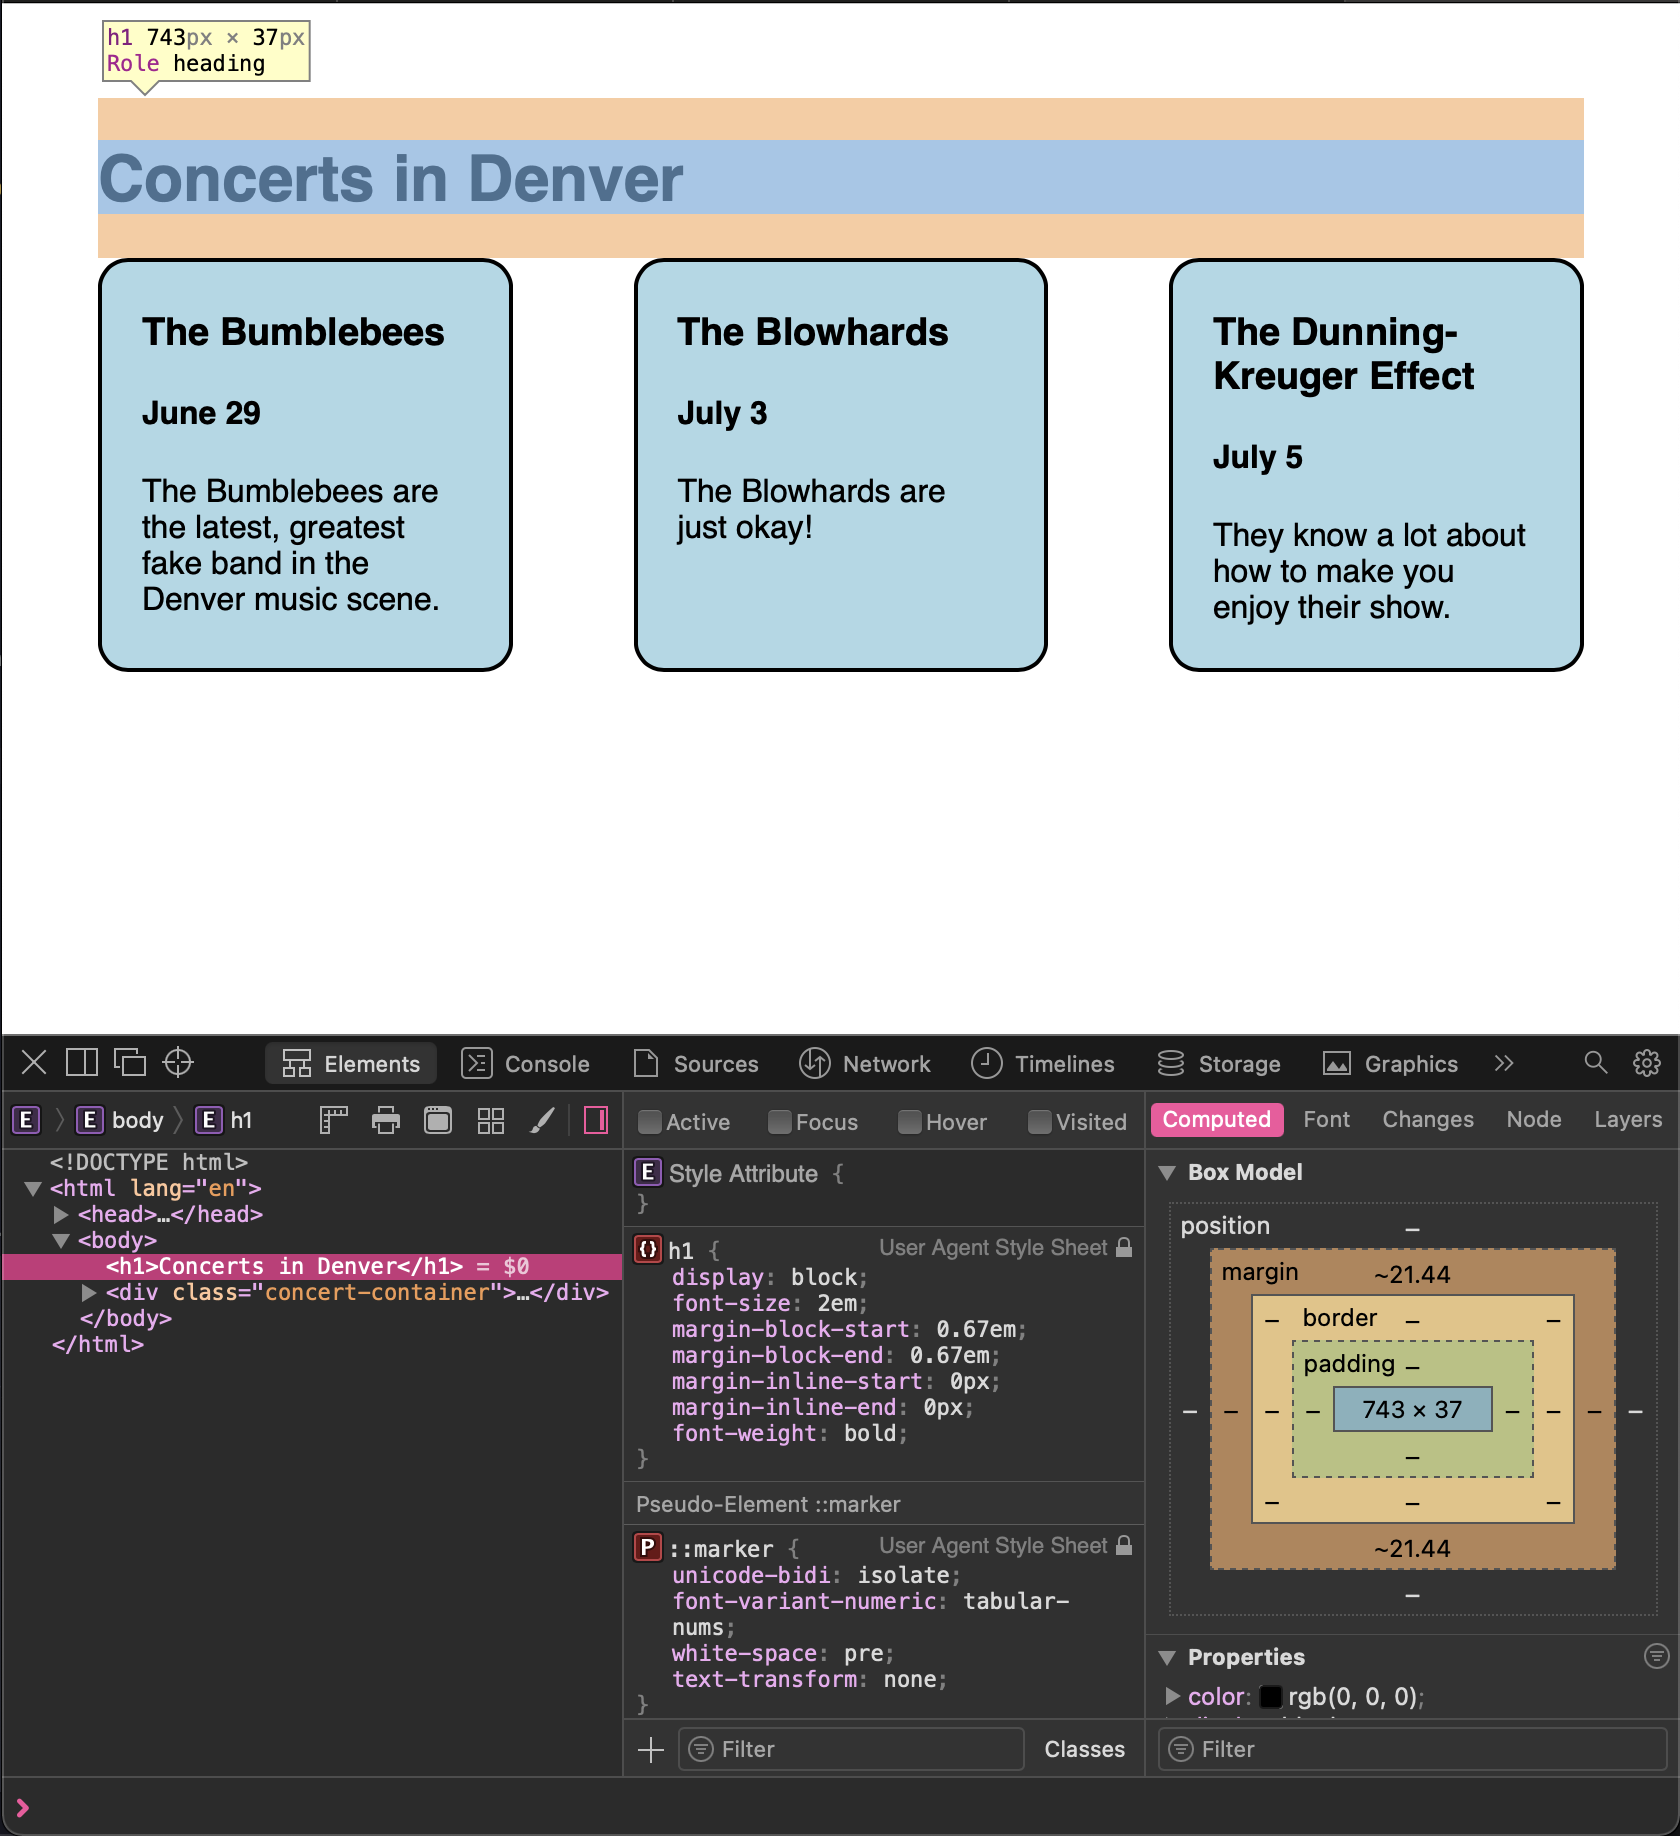 h1 743px × 37px
Role heading
Concerts in Denver
The Bumblebees
June 29
The Bumblebees are
the latest, greatest
fake band in the
Denver music scene.
The Blowhards
July 3
The Blowhards are
just okay!
The Dunning-
Kreuger Effect
July 5
They know a lot about
how to make you
enjoy their show.
Elements Console Sources Network Timelines Storage Graphics
E E body E h1
<!DOCTYPE html>
<html lang="en">
<head>…</head>
<body>
<h1>Concerts in Denver</h1> = $0
<div class="concert-container">…</div>
</body>
</html>
Active Focus Hover Visited
E Style Attribute {
}
h1 { User Agent Style Sheet
display: block;
font-size: 2em;
margin-block-start: 0.67em;
margin-block-end: 0.67em;
margin-inline-start: 0px;
margin-inline-end: 0px;
font-weight: bold;
}
Pseudo-Element ::marker
P ::marker { User Agent Style Sheet
unicode-bidi: isolate;
font-variant-numeric: tabular-
nums;
white-space: pre;
text-transform: none;
}
Filter Classes
Computed Font Changes Node Layers
Box Model
position –
margin ~21.44
border –
padding –
743 × 37
~21.44
Properties
color: rgb(0, 0, 0);
Filter